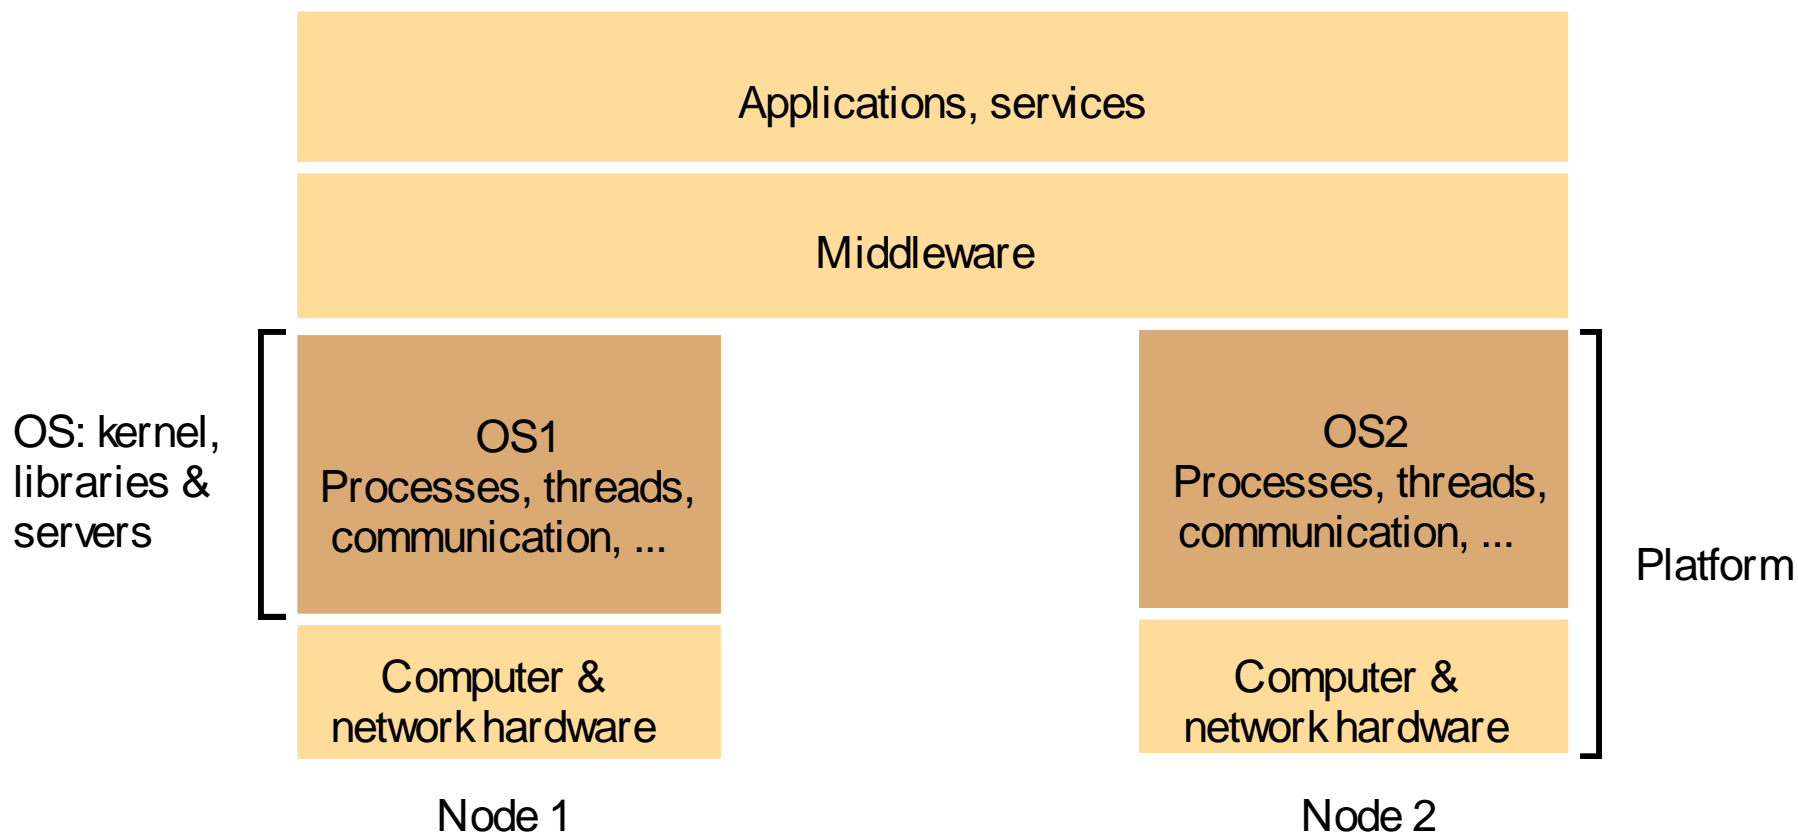 Applications, services
Middleware
OS: kernel,
libraries &
servers
OS1
Processes, threads,
communication, ...
OS2
Processes, threads,
communication, ...
Platform
Computer &
network hardware
Computer &
network hardware
Node 1
Node 2